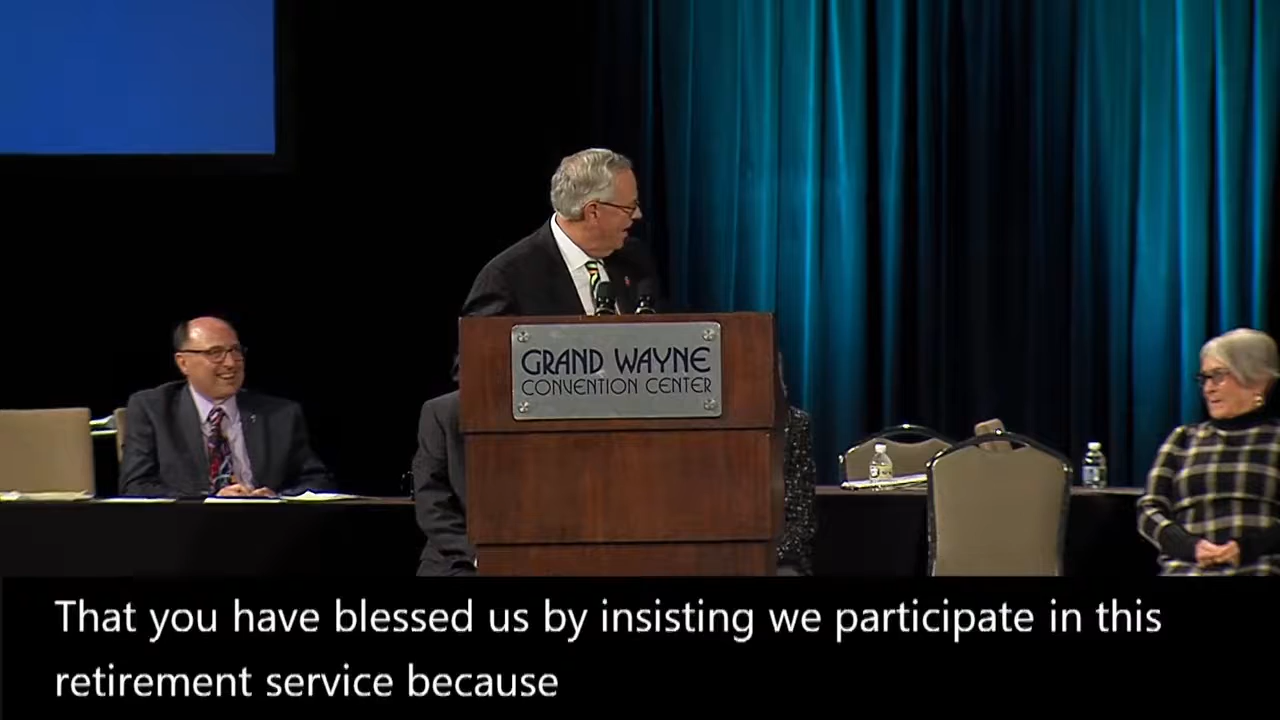 GRAND WAYNE
CONVENTION CENTER
That you have blessed us by insisting we participate in this
retirement service because